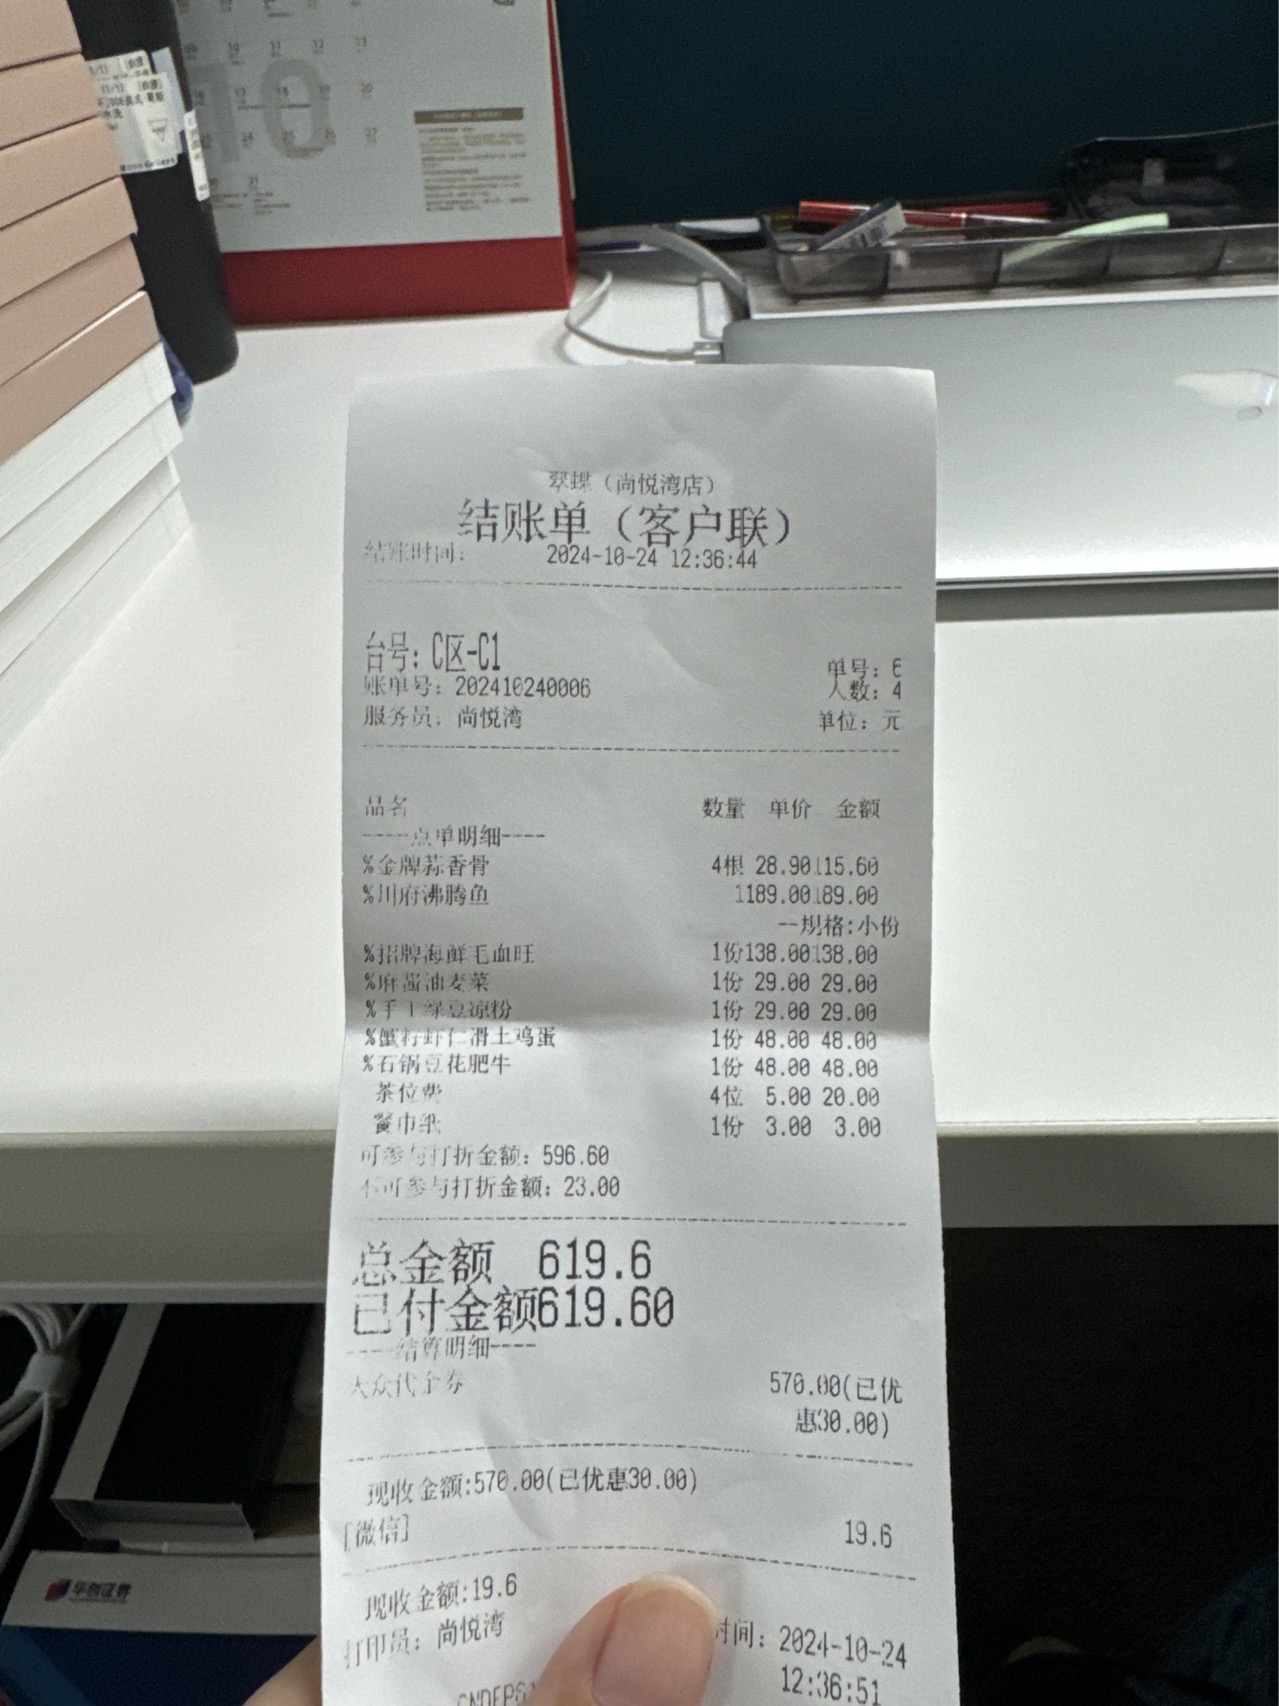 翠蝶（尚悦湾店）
结账单（客户联）
结账时间： 2024-10-24 12:36:44
台号：C区-C1
单号：6
账单号：202410240006
人数：4
服务员：尚悦湾
单位：元
品名 数量 单价 金额
----点单明细----
%金牌蒜香骨 4根 28.90 115.60
%川府沸腾鱼 1 189.00 189.00
--规格:小份
%招牌海鲜毛血旺 1份 138.00 138.00
%麻酱油麦菜 1份 29.00 29.00
%手工绿豆凉粉 1份 29.00 29.00
%蟹籽虾仁滑土鸡蛋 1份 48.00 48.00
%石锅豆花肥牛 1份 48.00 48.00
茶位费 4位 5.00 20.00
餐巾纸 1份 3.00 3.00
可参与打折金额：596.60
不可参与打折金额：23.00
总金额 619.6
已付金额619.60
----结算明细----
大众代金券 570.00(已优
惠30.00)
现收金额:570.00(已优惠30.00)
[微信] 19.6
现收金额:19.6
打印员：尚悦湾
时间：2024-10-24
12:36:51
华创证券
10